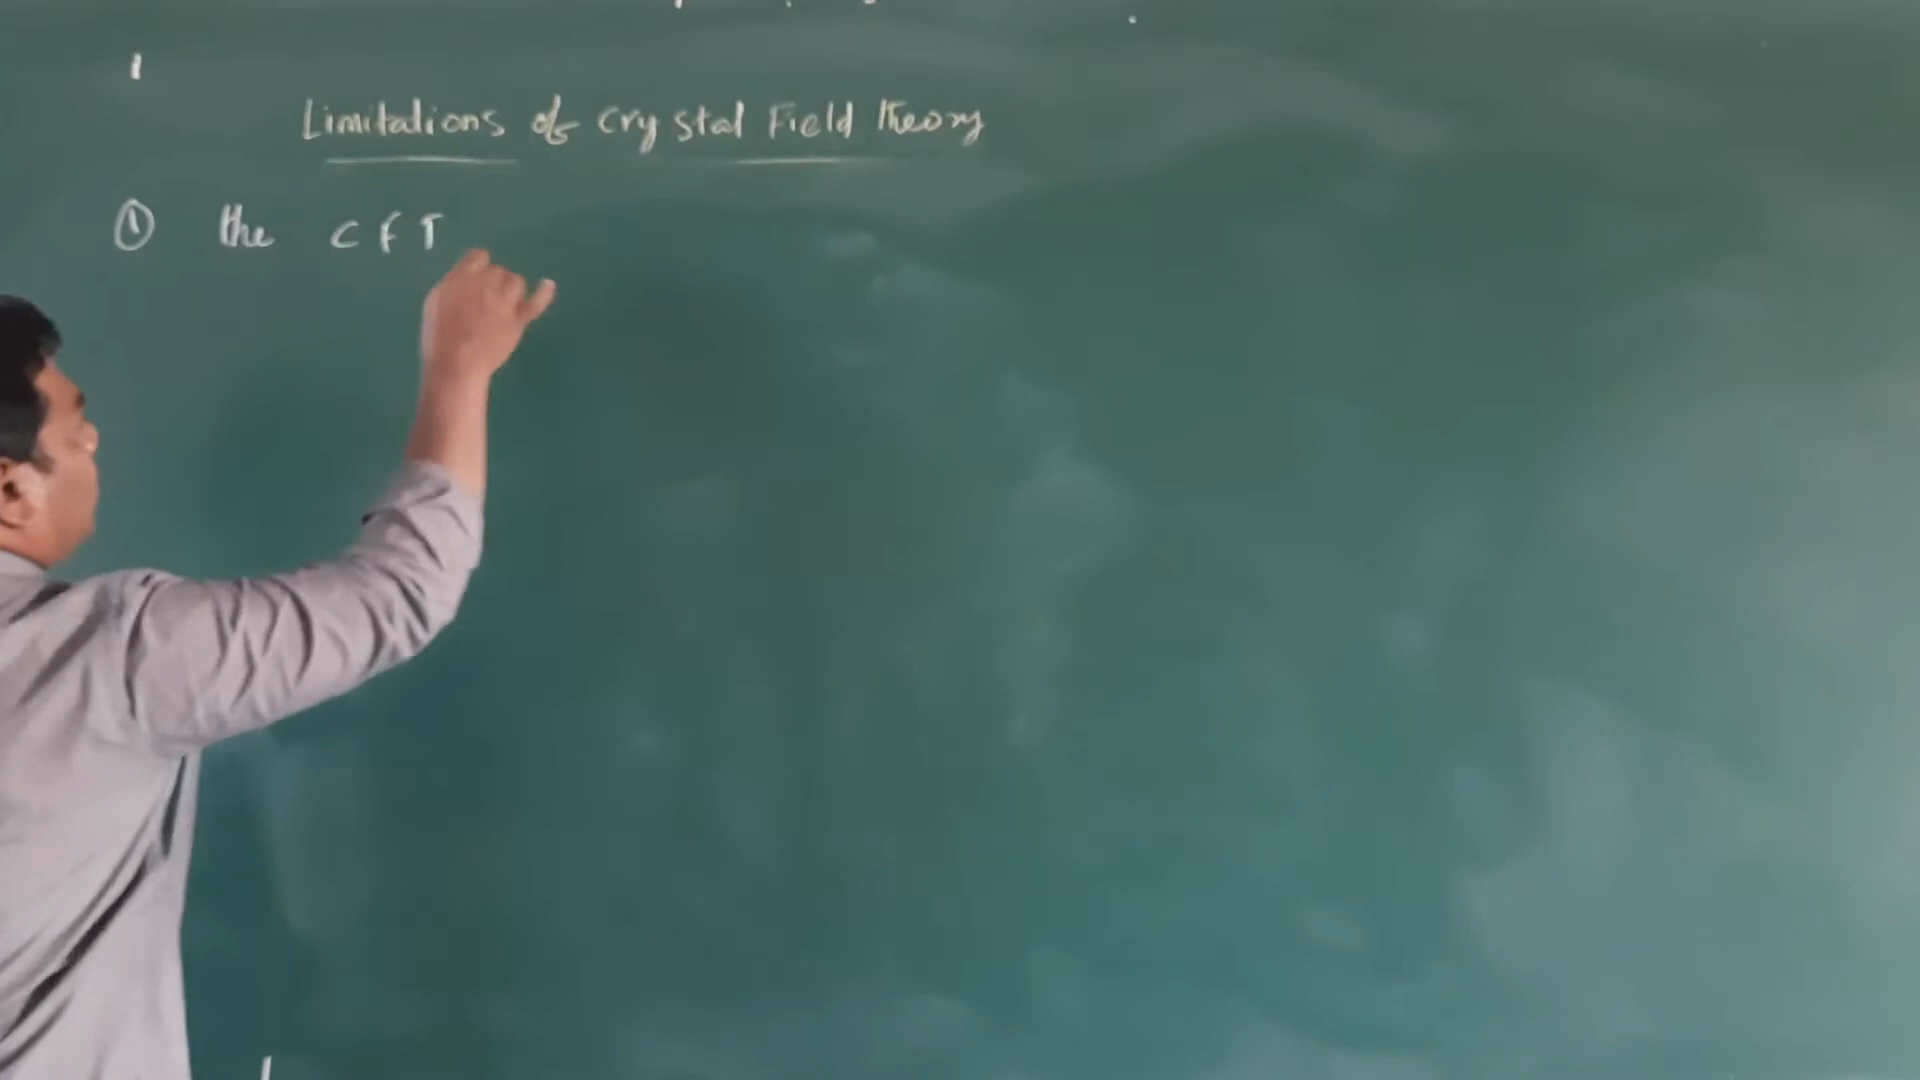 Limitations of crystal Field theory
① the CFT